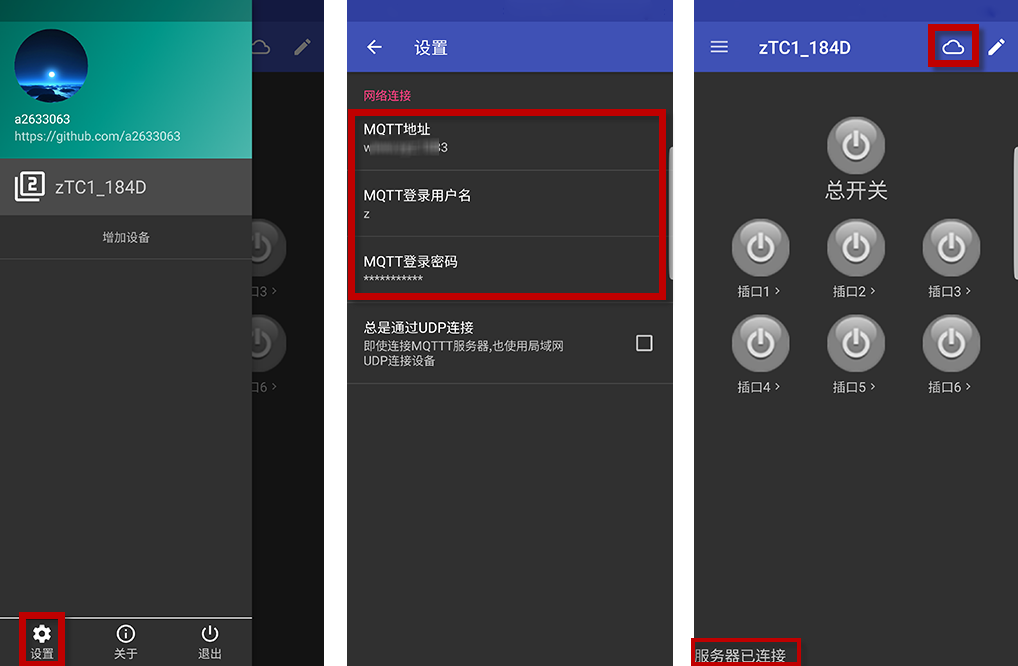 a2633063
https://github.com/a2633063
zTC1_184D
增加设备
口3 >
口6 >
设置
关于
退出
设置
网络连接
MQTT地址
MQTT登录用户名
z
MQTT登录密码
***********
总是通过UDP连接
即使连接MQTTT服务器,也使用局域网
UDP连接设备
zTC1_184D
总开关
插口1 >
插口2 >
插口3 >
插口4 >
插口5 >
插口6 >
服务器已连接